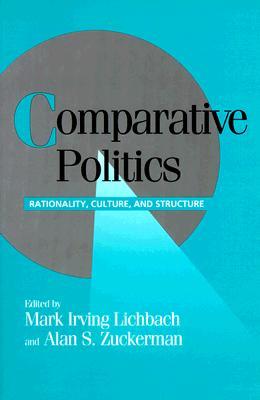 Comparative
Politics
RATIONALITY, CULTURE, AND STRUCTURE
Edited by
Mark Irving Lichbach
and Alan S. Zuckerman